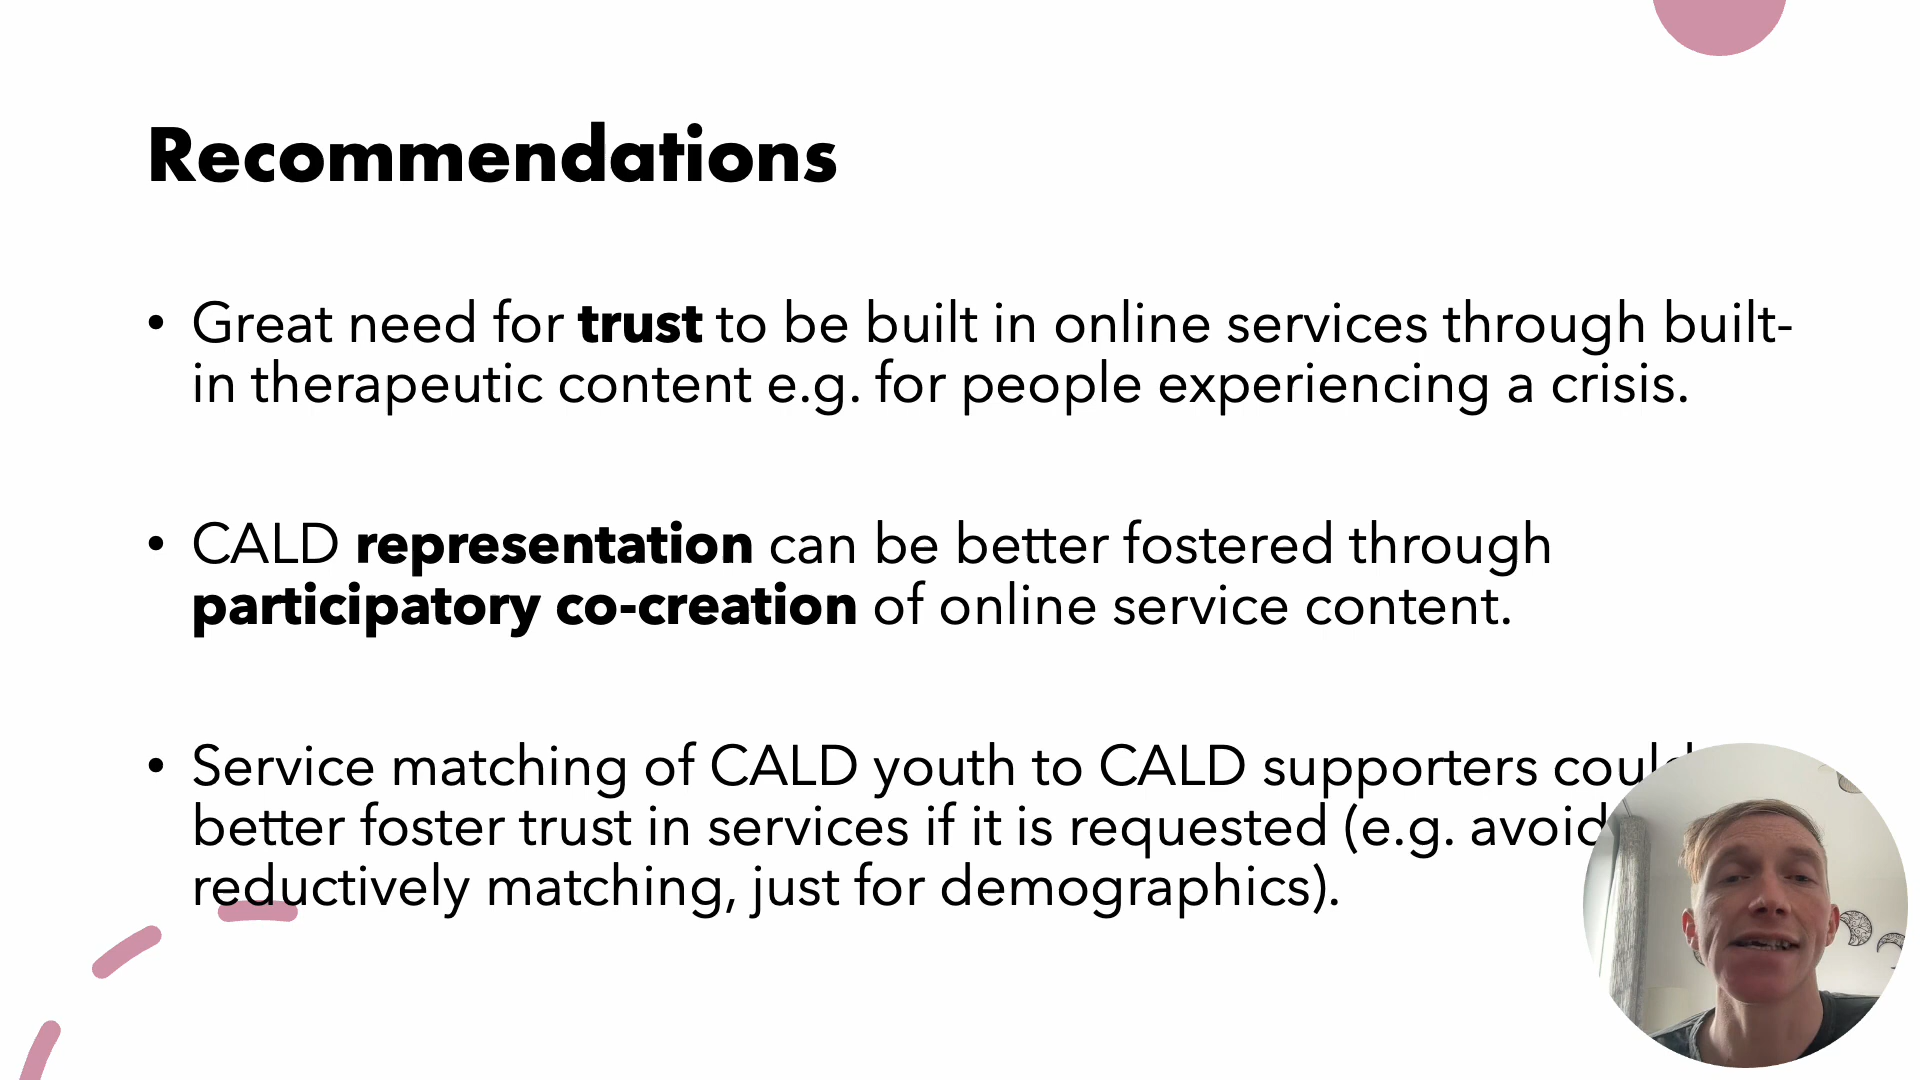 Recommendations
• Great need for trust to be built in online services through built-
in therapeutic content e.g. for people experiencing a crisis.
• CALD representation can be better fostered through
participatory co-creation of online service content.
• Service matching of CALD youth to CALD supporters could
better foster trust in services if it is requested (e.g. avoid
reductively matching, just for demographics).